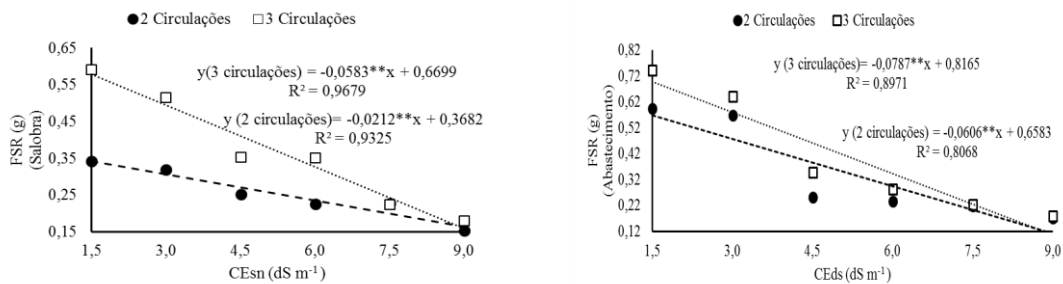 ● 2 Circulações □ 3 Circulações
0,65
0,55
0,45
0,35
0,25
0,15
FSR (g)
(Salobra)
y(3 circulações) = -0,0583**x + 0,6699
R² = 0,9679
y (2 circulações)= -0,0212**x + 0,3682
R² = 0,9325
1,5 3,0 4,5 6,0 7,5 9,0
CEsn (dS m⁻¹)
● 2 Circulações □ 3 Circulações
0,82
0,72
0,62
0,52
0,42
0,32
0,22
0,12
FSR (g)
(Abastecimento)
y (3 circulações) = -0,0787**x + 0,8165
R² = 0,8971
y (2 circulações) = -0,0606**x + 0,6583
R² = 0,8068
1,5 3,0 4,5 6,0 7,5 9,0
CEds (dS m⁻¹)